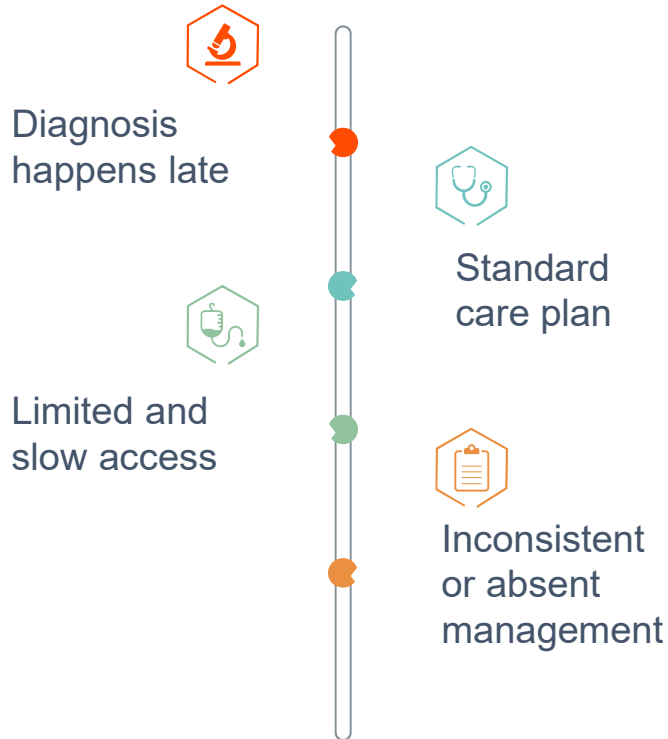 Diagnosis
happens late
Standard
care plan
Limited and
slow access
Inconsistent
or absent
management